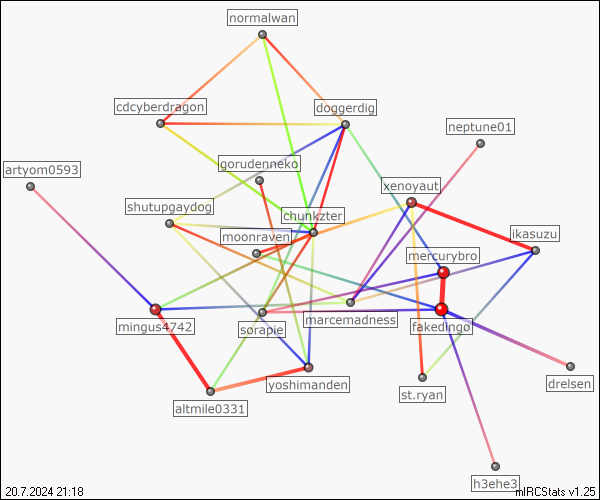 normalwan
cdcyberdragon
doggerdig
neptune01
gorudenneko
artyom0593
xenoyaut
shutupgaydog
chunkzter
ikasuzu
moonraven
mercurybro
marcemadness
mingus4742
sorapie
fakedingo
yoshimanden
drelsen
st.ryan
altmile0331
h3ehe3
20.7.2024 21:18
mIRCStats v1.25